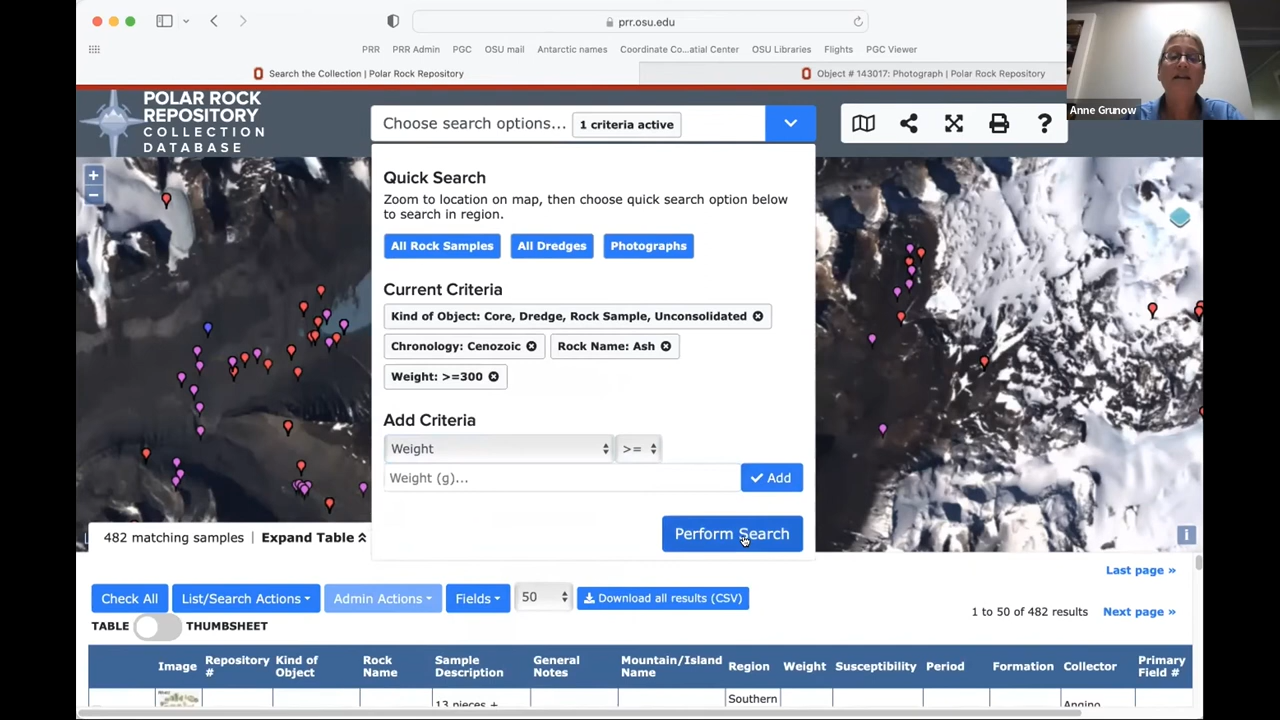 prr.osu.edu
PRR PRR Admin PGC OSU mail Antarctic names Coordinate Co...atial Center OSU Libraries Flights PGC Viewer
Search the Collection | Polar Rock Repository
Object # 143017: Photograph | Polar Rock Repository
Anne Grunow
POLAR ROCK
REPOSITORY
COLLECTION
DATABASE
Choose search options... 1 criteria active
Quick Search
Zoom to location on map, then choose quick search option below
to search in region.
All Rock Samples All Dredges Photographs
Current Criteria
Kind of Object: Core, Dredge, Rock Sample, Unconsolidated
Chronology: Cenozoic Rock Name: Ash
Weight: >=300
Add Criteria
Weight >=
Weight (g)... Add
Perform Search
482 matching samples | Expand Table
Last page »
Check All List/Search Actions Admin Actions Fields 50 Download all results (CSV)
1 to 50 of 482 results Next page »
TABLE THUMBSHEET
Image Repository # Kind of Object Rock Name Sample Description General Notes Mountain/Island Name Region Weight Susceptibility Period Formation Collector Primary Field #
13 pieces + Southern Angino